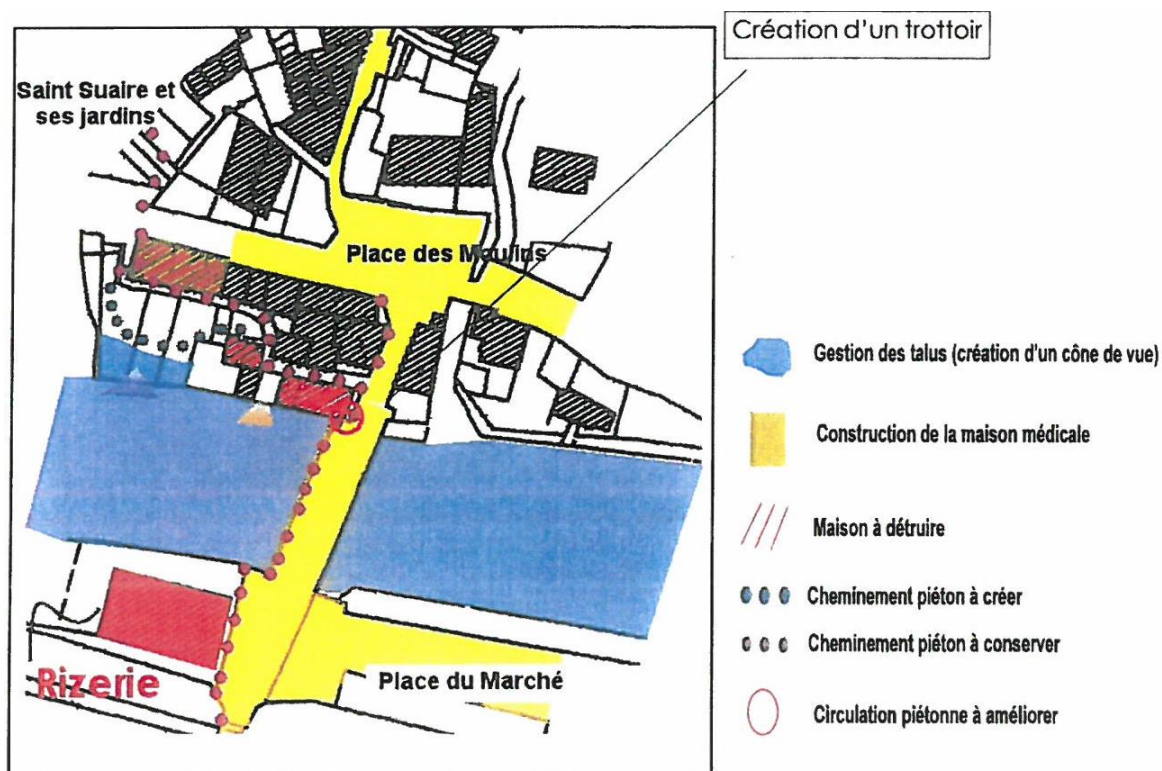 Création d'un trottoir
Saint Suaire et
ses jardins
Place des Moulins
Gestion des talus (création d'un cône de vue)
Construction de la maison médicale
Maison à détruire
Cheminement piéton à créer
Cheminement piéton à conserver
Rizerie
Place du Marché
Circulation piétonne à améliorer